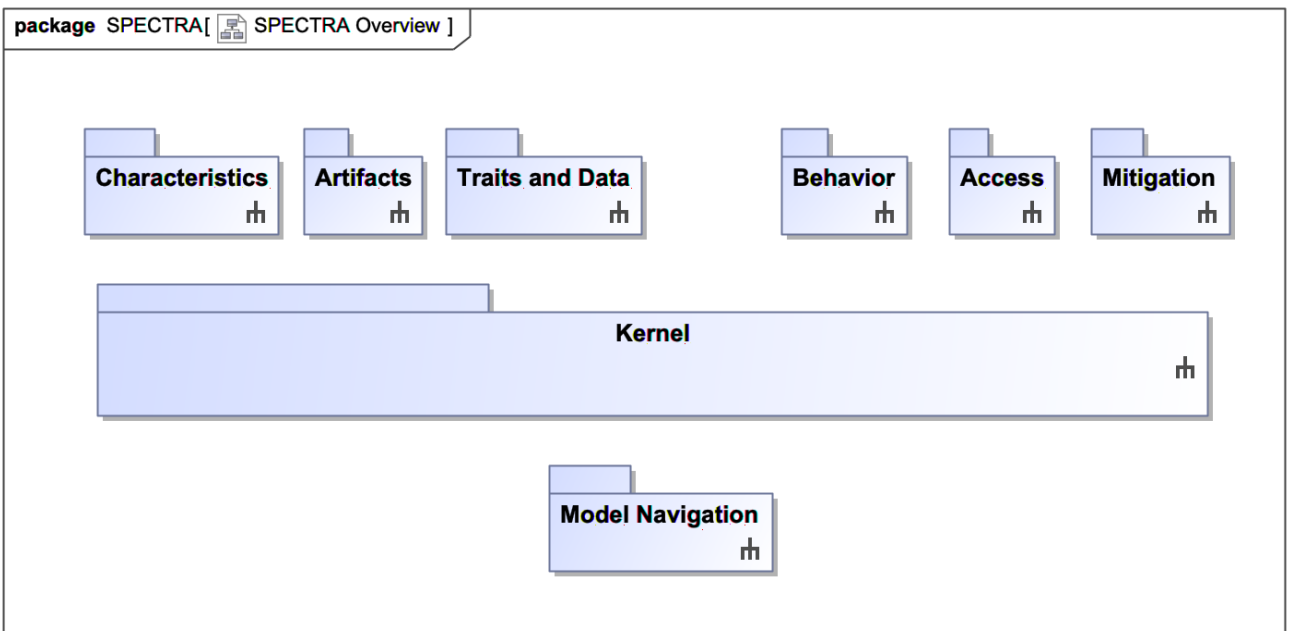 package SPECTRA[ SPECTRA Overview ]
Characteristics
Artifacts
Traits and Data
Behavior
Access
Mitigation
Kernel
Model Navigation